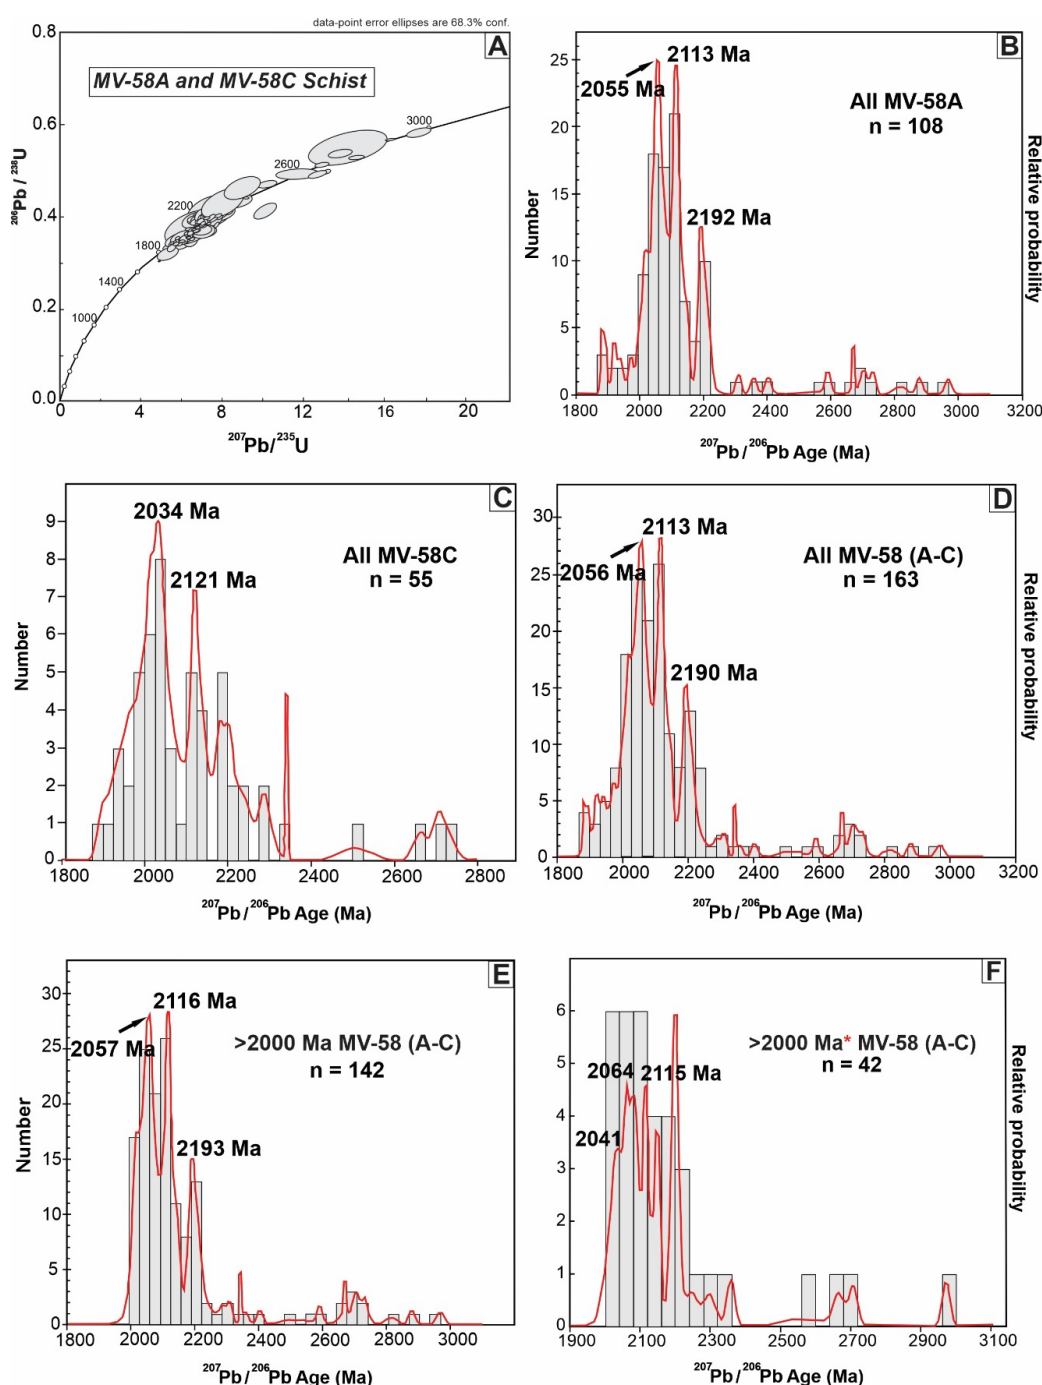 data-point error ellipses are 68.3% conf.
A
MV-58A and MV-58C Schist
0.8
0.6
0.4
0.2
0.0
206Pb / 238U
1000
1400
1800
2200
2600
3000
0 4 8 12 16 20
207Pb/235U
B
2113 Ma
2055 Ma
2192 Ma
All MV-58A
n = 108
25
20
15
10
5
0
Number
Relative probability
1800 2000 2200 2400 2600 2800 3000 3200
207Pb/206Pb Age (Ma)
C
2034 Ma
2121 Ma
All MV-58C
n = 55
9
8
7
6
5
4
3
2
1
0
Number
1800 2000 2200 2400 2600 2800
207Pb/206Pb Age (Ma)
D
2113 Ma
2056 Ma
2190 Ma
All MV-58 (A-C)
n = 163
30
25
20
15
10
5
0
Relative probability
1800 2000 2200 2400 2600 2800 3000 3200
207Pb/206Pb Age (Ma)
E
2116 Ma
2057 Ma
2193 Ma
>2000 Ma MV-58 (A-C)
n = 142
30
25
20
15
10
5
0
Number
1800 2000 2200 2400 2600 2800 3000
207Pb/206Pb Age (Ma)
F
>2000 Ma* MV-58 (A-C)
n = 42
2064 2115 Ma
2041
6
5
4
3
2
1
0
Relative probability
1900 2100 2300 2500 2700 2900 3100
207Pb/206Pb Age (Ma)